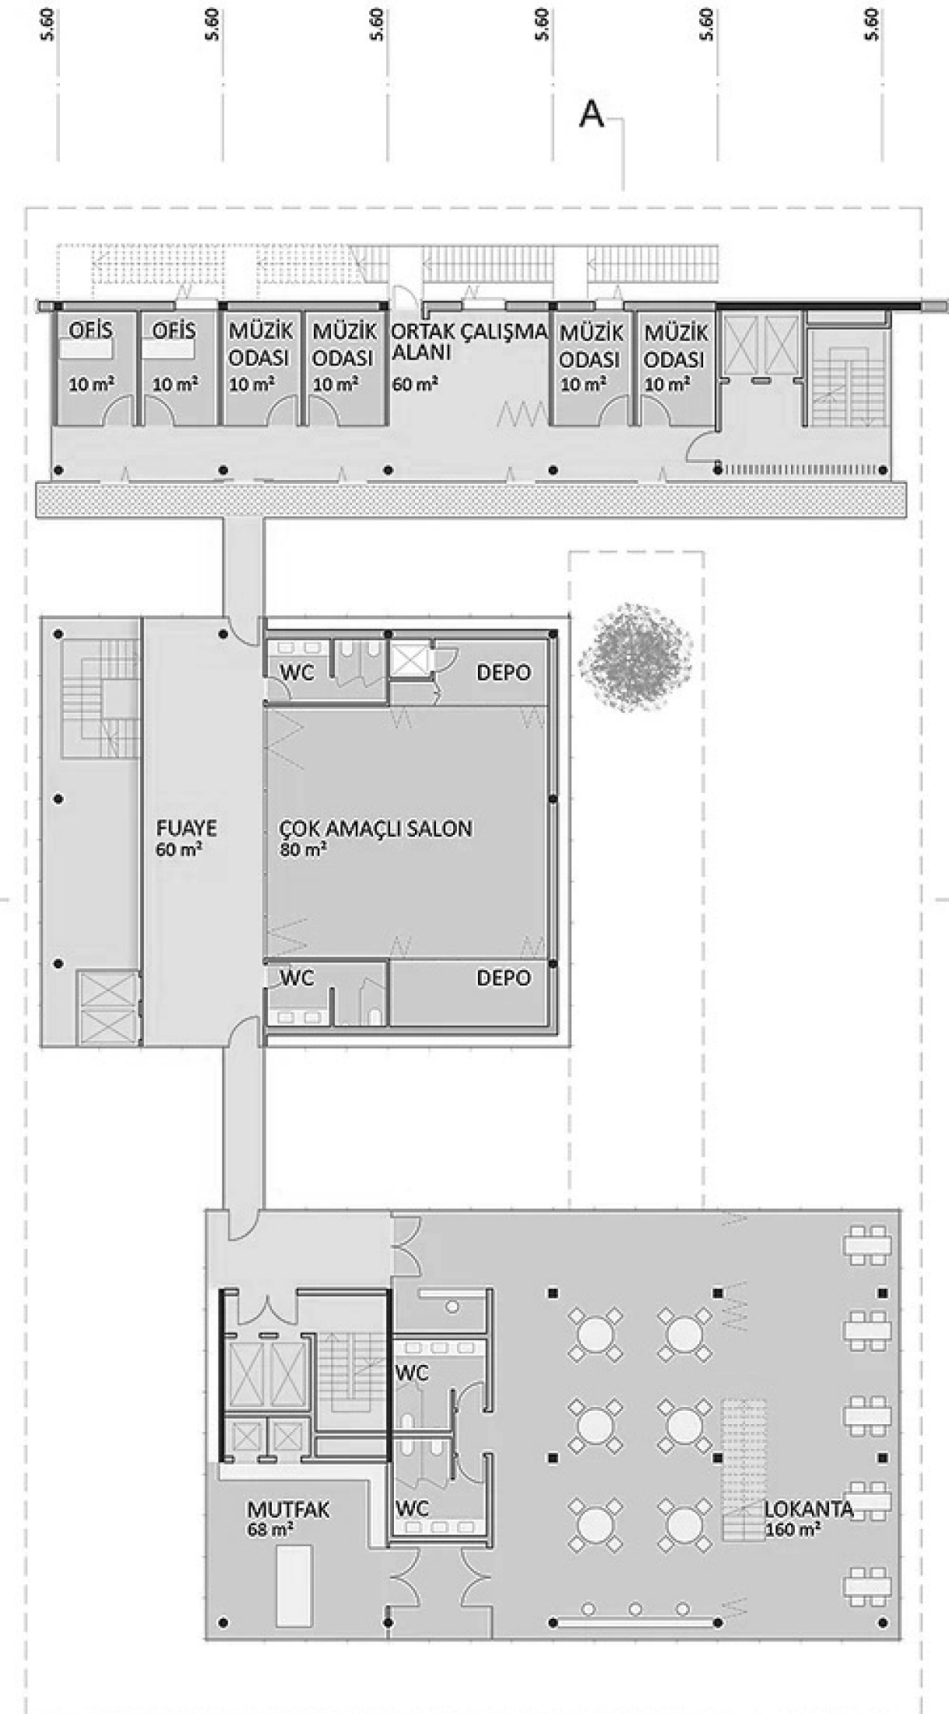 5.60
5.60
5.60
5.60
5.60
5.60
A
OFİS
10 m²
OFİS
10 m²
MÜZİK
ODASI
10 m²
MÜZİK
ODASI
10 m²
ORTAK ÇALIŞMA
ALANI
60 m²
MÜZİK
ODASI
10 m²
MÜZİK
ODASI
10 m²
WC
DEPO
FUAYE
60 m²
ÇOK AMAÇLI SALON
80 m²
WC
DEPO
WC
WC
MUTFAK
68 m²
LOKANTA
160 m²